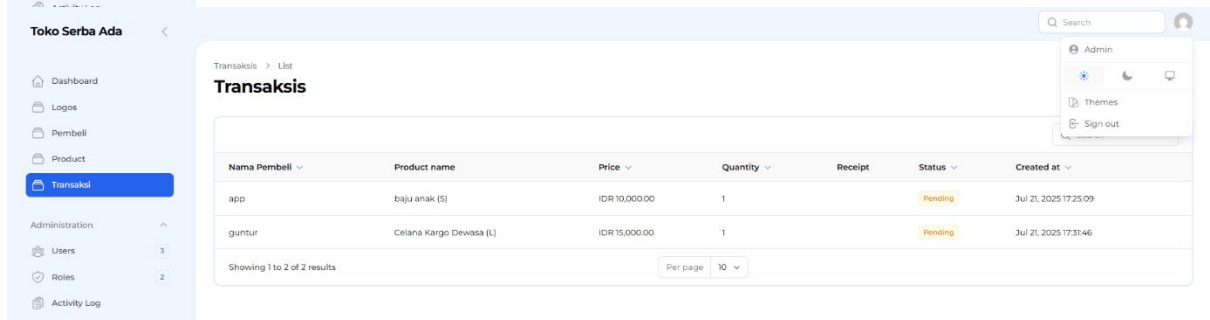 Toko Serba Ada
Search
Admin
Themes
Sign out
Dashboard
Logos
Pembeli
Product
Transaksi
Administration
Users 3
Roles 2
Activity Log
Transaksis > List
Transaksis
Nama Pembeli Product name Price Quantity Receipt Status Created at
app baju anak (S) IDR 10,000.00 1 Pending Jul 21, 2025 17:25:09
guntur Celana Kargo Dewasa (L) IDR 15,000.00 1 Pending Jul 21, 2025 17:31:46
Showing 1 to 2 of 2 results
Per page 10